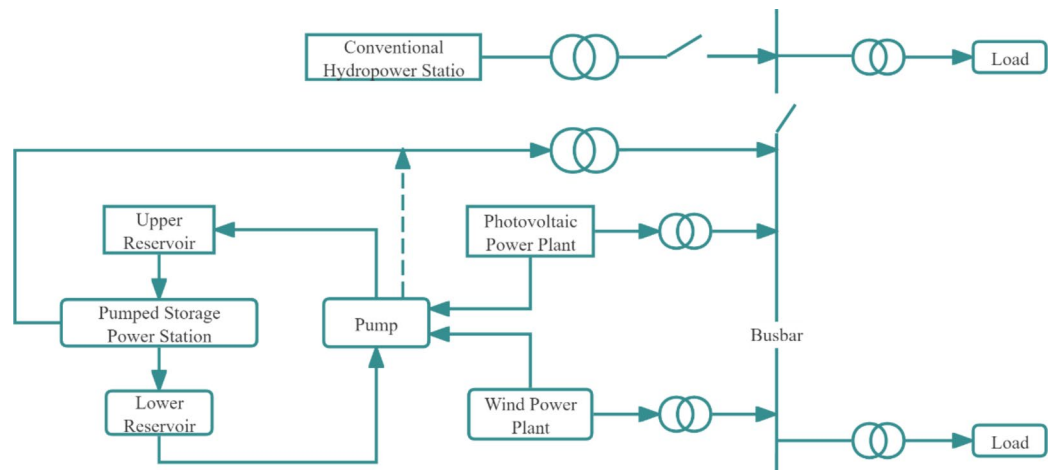 Conventional
Hydropower Statio
Load
Upper
Reservoir
Photovoltaic
Power Plant
Pumped Storage
Power Station
Pump
Busbar
Lower
Reservoir
Wind Power
Plant
Load